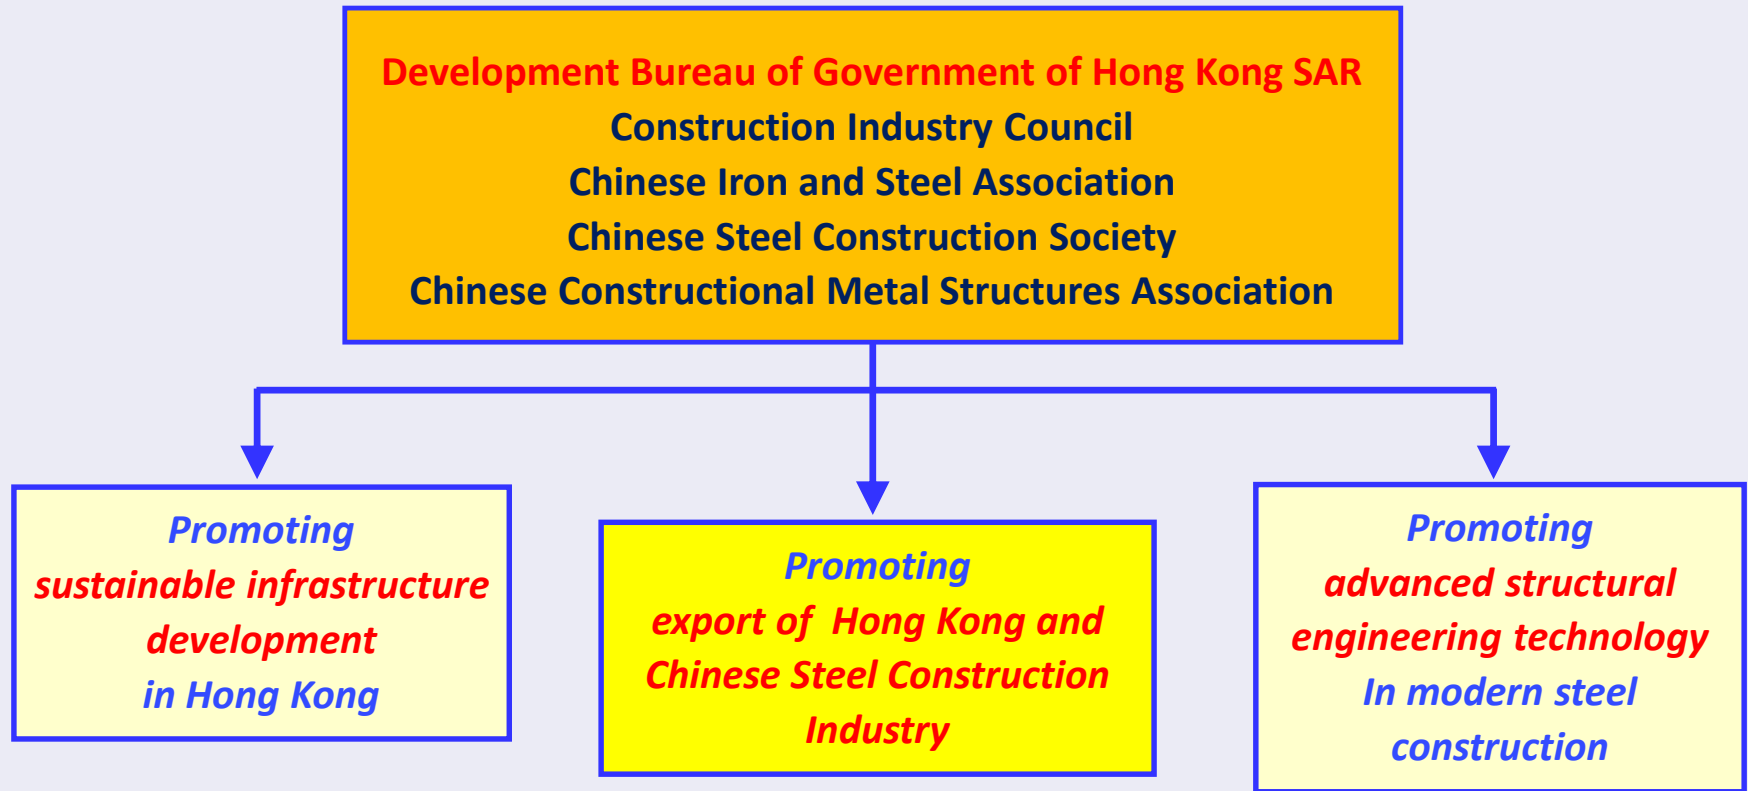 Development Bureau of Government of Hong Kong SAR
Construction Industry Council
Chinese Iron and Steel Association
Chinese Steel Construction Society
Chinese Constructional Metal Structures Association
Promoting
sustainable infrastructure
development
in Hong Kong
Promoting
export of Hong Kong and
Chinese Steel Construction
Industry
Promoting
advanced structural
engineering technology
In modern steel
construction